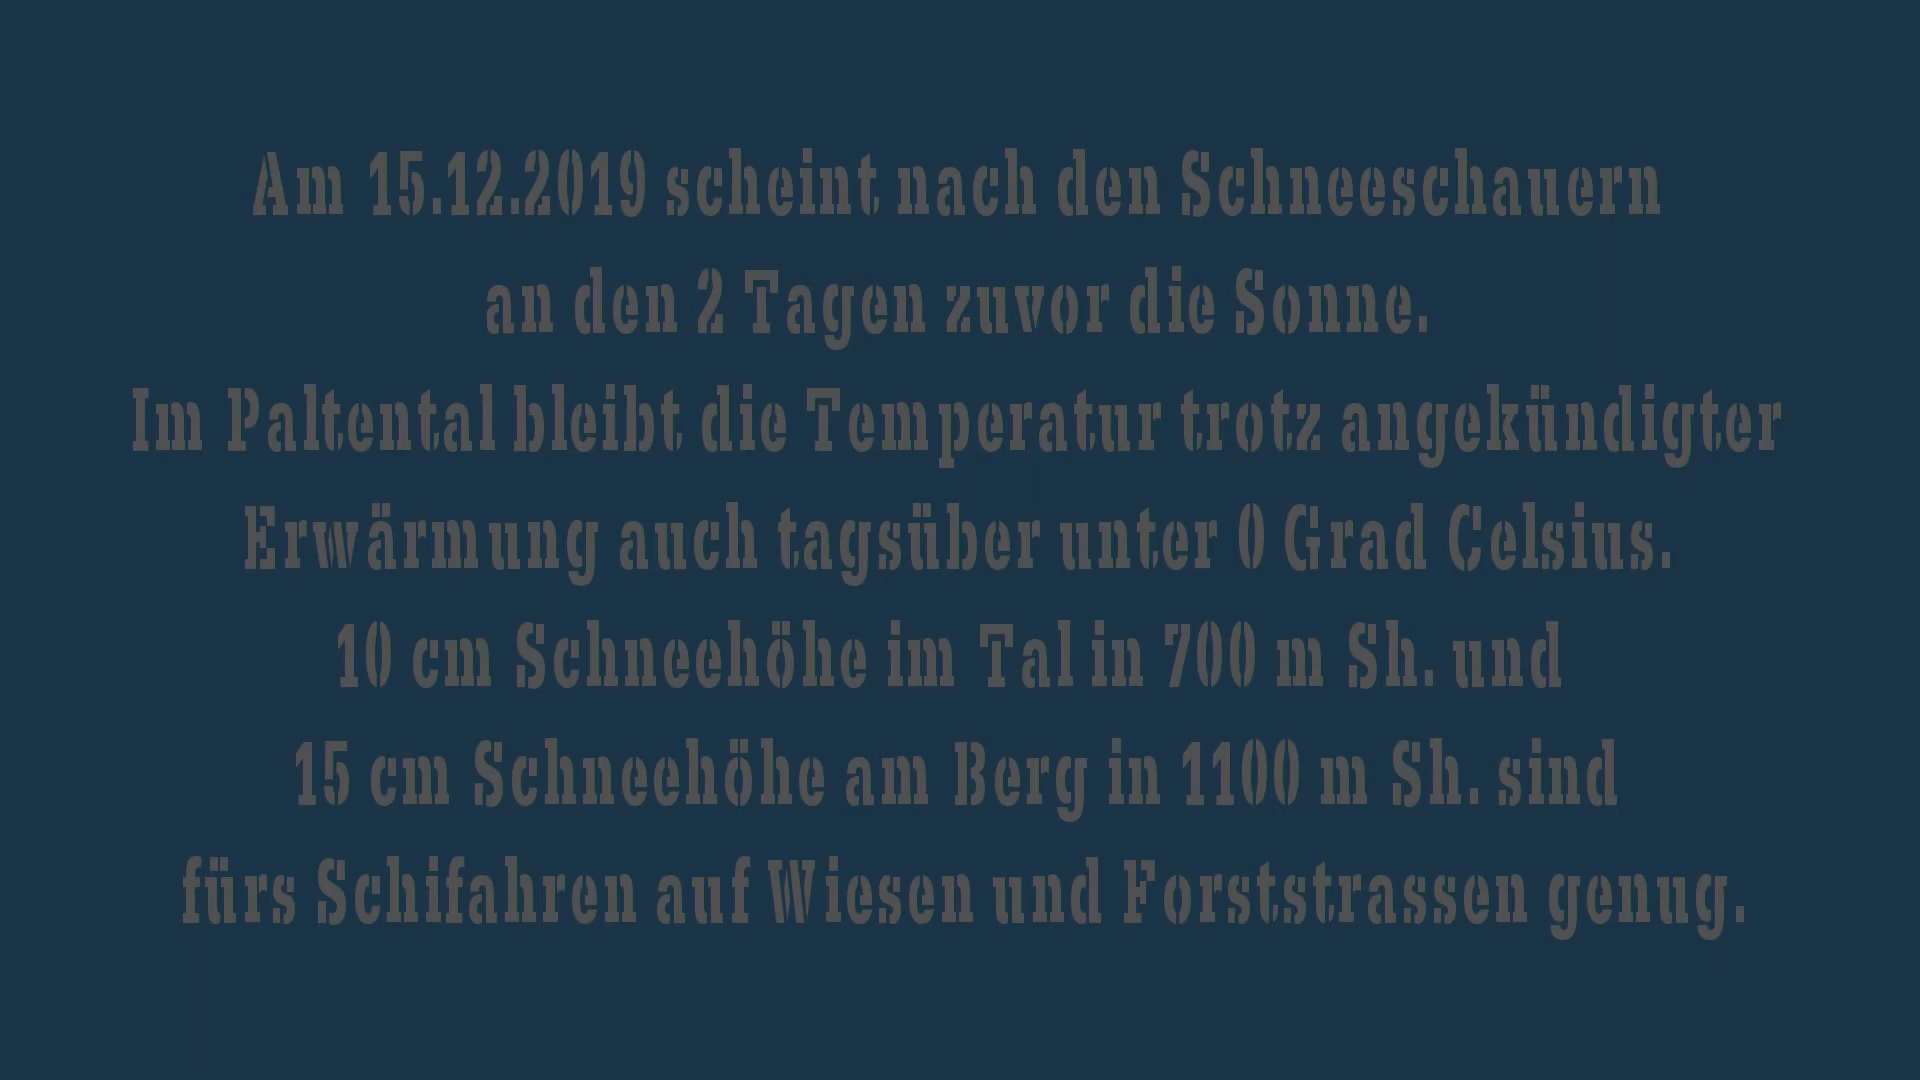 Am 15.12.2019 scheint nach den Schneeschauern
an den 2 Tagen zuvor die Sonne.
Im Paltental bleibt die Temperatur trotz angekündigter
Erwärmung auch tagsüber unter 0 Grad Celsius.
10 cm Schneehöhe im Tal in 700 m Sh. und
15 cm Schneehöhe am Berg in 1100 m Sh. sind
fürs Schifahren auf Wiesen und Forststrassen genug.